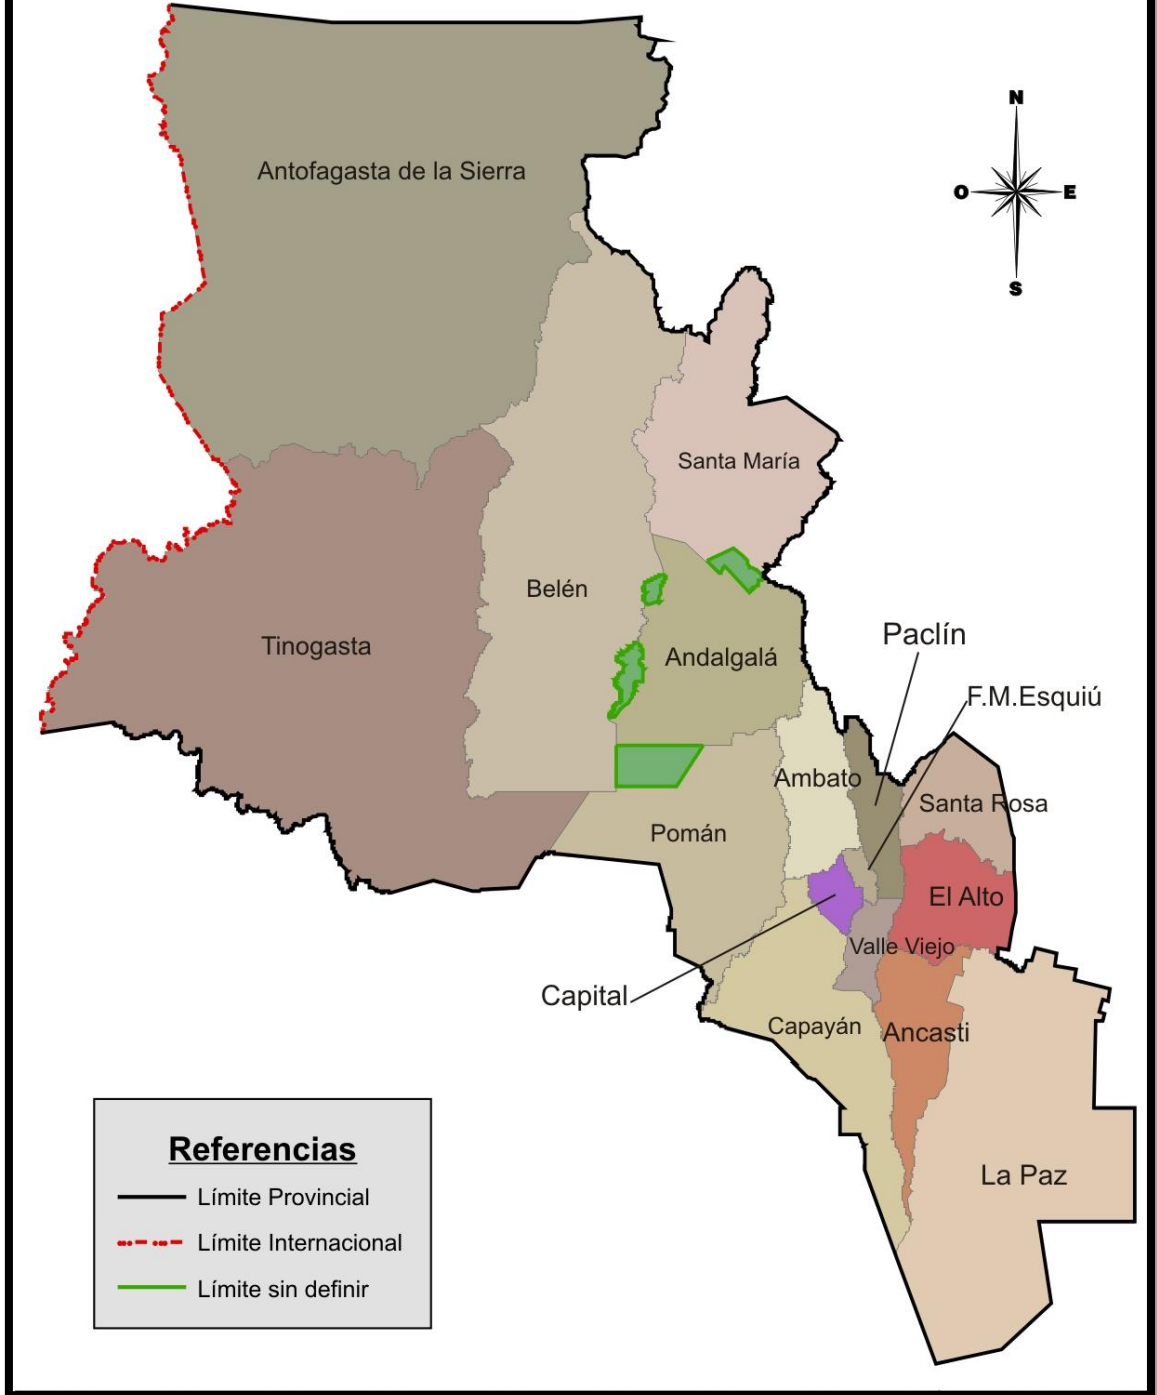 N
Antofagasta de la Sierra
O
E
S
Santa María
Belén
Paclín
Tinogasta
Andalgalá
F.M.Esquiú
Ambato
Santa Rosa
Pomán
El Alto
Valle Viejo
Capital
Capayán
Ancasti
La Paz
Referencias
Límite Provincial
Límite Internacional
Límite sin definir